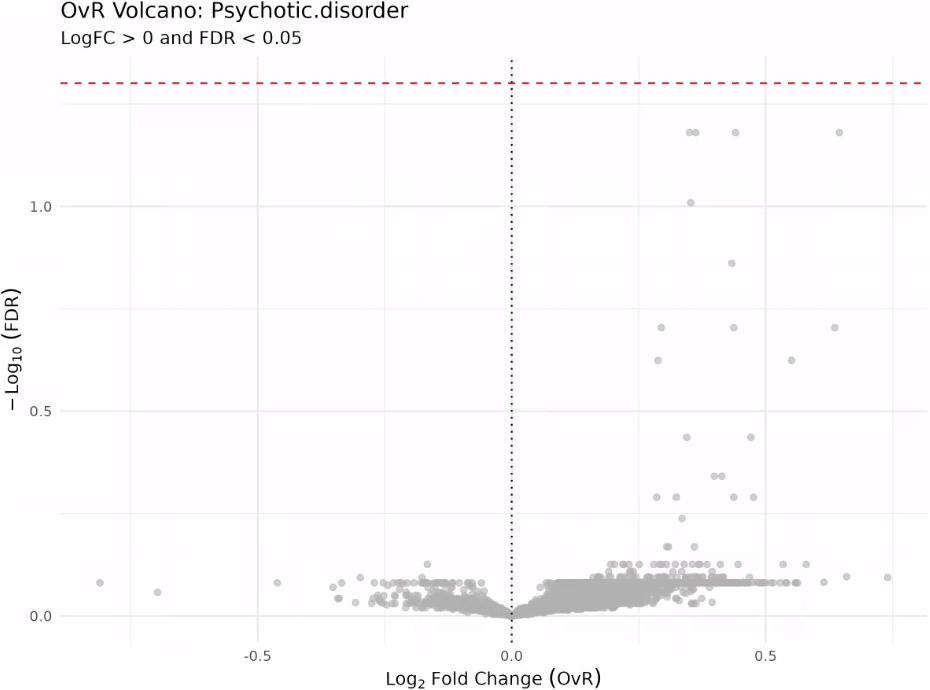 OvR Volcano: Psychotic.disorder
LogFC > 0 and FDR < 0.05
− Log₁₀ (FDR)
1.0
0.5
0.0
-0.5 0.0 0.5
Log₂ Fold Change (OvR)